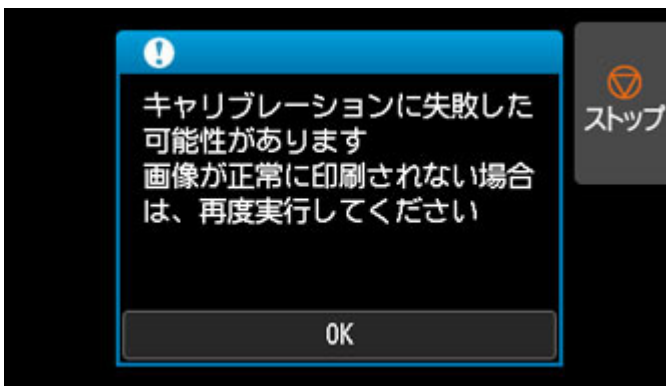 キャリブレーションに失敗した
可能性があります
画像が正常に印刷されない場合
は、再度実行してください
OK
ストップ